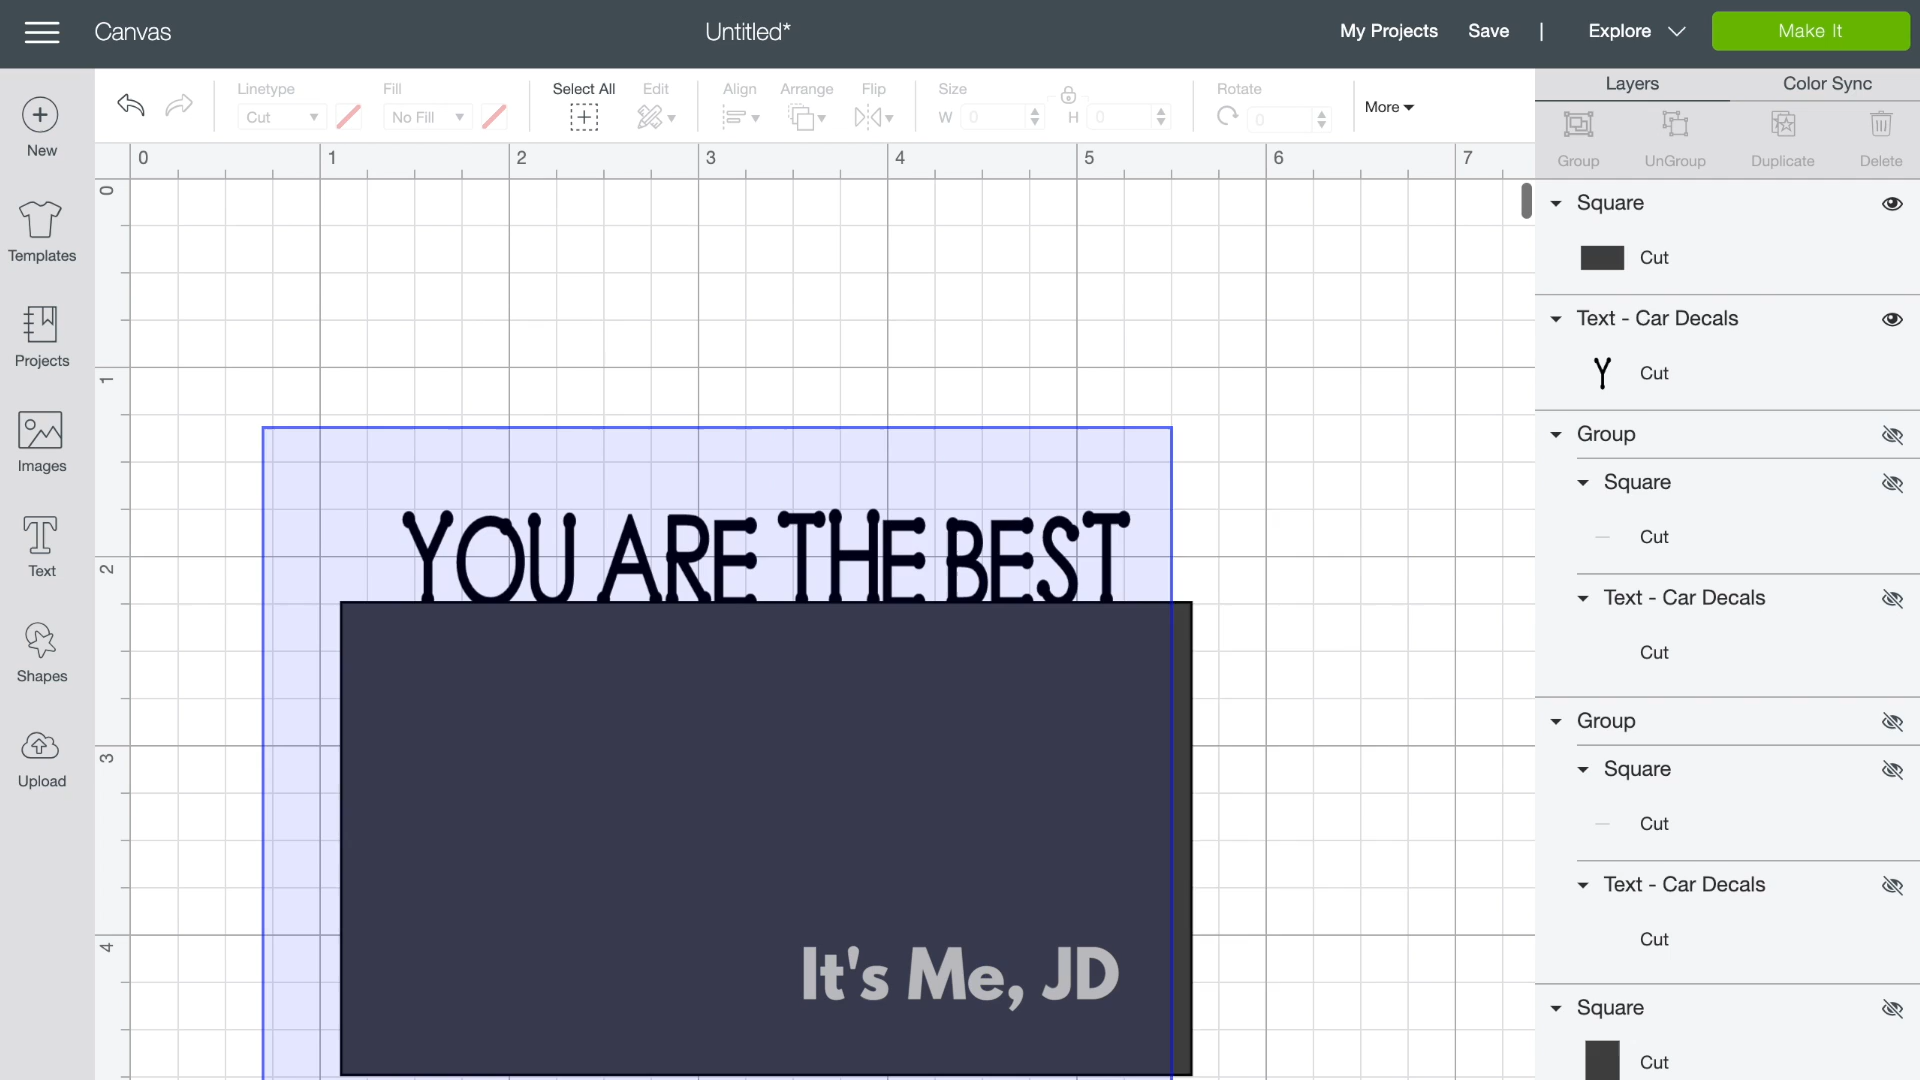 Canvas
Untitled*
My Projects Save | Explore
Make It
Linetype
Cut
Fill
No Fill
Select All
Edit
Align
Arrange
Flip
Size
W 0
H 0
Rotate
0
More
Layers
Color Sync
Group
UnGroup
Duplicate
Delete
New
Templates
Projects
Images
Text
Shapes
Upload
0 1 2 3 4 5 6 7
0
1
2
3
4
YOU ARE THE BEST
It's Me, JD
Square
Cut
Text - Car Decals
Y Cut
Group
Square
Cut
Text - Car Decals
Cut
Group
Square
Cut
Text - Car Decals
Cut
Square
Cut